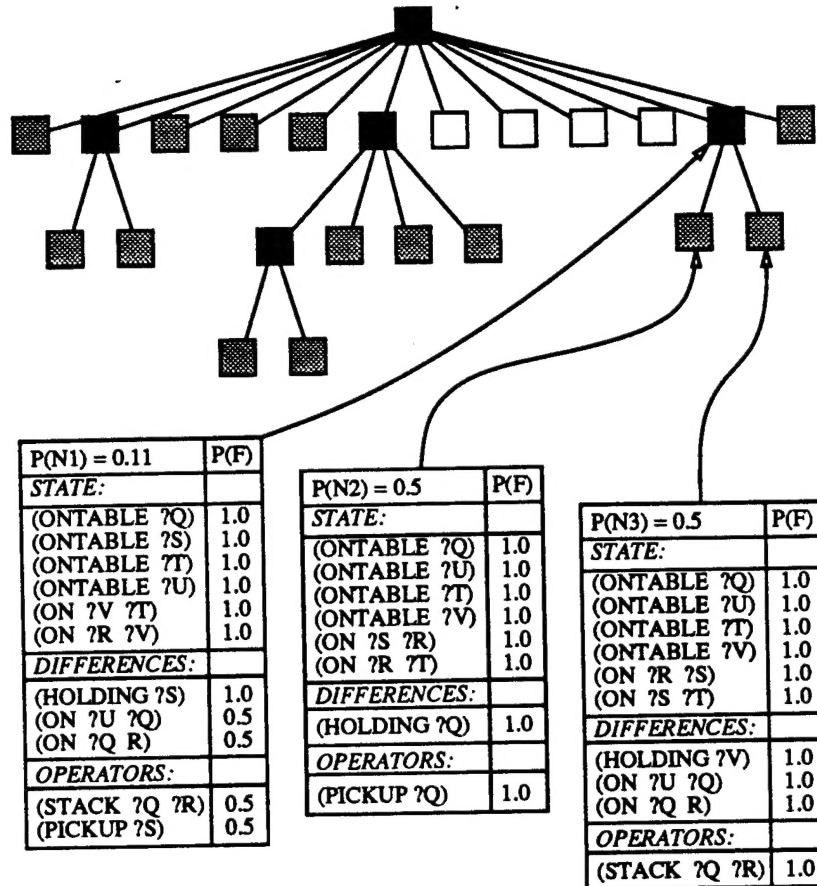 P(N1) = 0.11 P(F)
STATE:
(ONTABLE ?Q) 1.0
(ONTABLE ?S) 1.0
(ONTABLE ?T) 1.0
(ONTABLE ?U) 1.0
(ON ?V ?T) 1.0
(ON ?R ?V) 1.0
DIFFERENCES:
(HOLDING ?S) 1.0
(ON ?U ?Q) 0.5
(ON ?Q R) 0.5
OPERATORS:
(STACK ?Q ?R) 0.5
(PICKUP ?S) 0.5
P(N2) = 0.5 P(F)
STATE:
(ONTABLE ?Q) 1.0
(ONTABLE ?U) 1.0
(ONTABLE ?T) 1.0
(ONTABLE ?V) 1.0
(ON ?S ?R) 1.0
(ON ?R ?T) 1.0
DIFFERENCES:
(HOLDING ?Q) 1.0
OPERATORS:
(PICKUP ?Q) 1.0
P(N3) = 0.5 P(F)
STATE:
(ONTABLE ?Q) 1.0
(ONTABLE ?U) 1.0
(ONTABLE ?T) 1.0
(ONTABLE ?V) 1.0
(ON ?R ?S) 1.0
(ON ?S ?T) 1.0
DIFFERENCES:
(HOLDING ?V) 1.0
(ON ?U ?Q) 1.0
(ON ?Q R) 1.0
OPERATORS:
(STACK ?Q ?R) 1.0